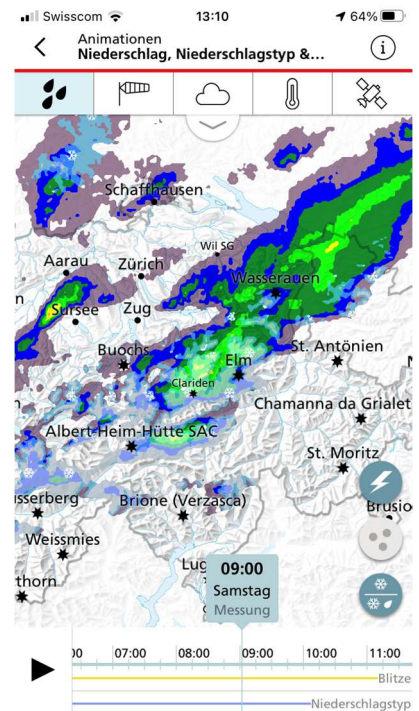 Swisscom 13:10 64%
Animationen
Niederschlag, Niederschlagstyp &...
Schaffhausen
Wil SG
Aarau Zürich
Wasserauen
Sursee Zug
Buochs St. Antönien
Elm
Clariden
Chamanna da Grialet
Albert-Heim-Hütte SAC
St. Moritz
sserberg Brione (Verzasca) Brusio
Weissmies
Lug
thorn
09:00
Samstag
Messung
00 07:00 08:00 09:00 10:00 11:00
Blitze
Niederschlagstyp